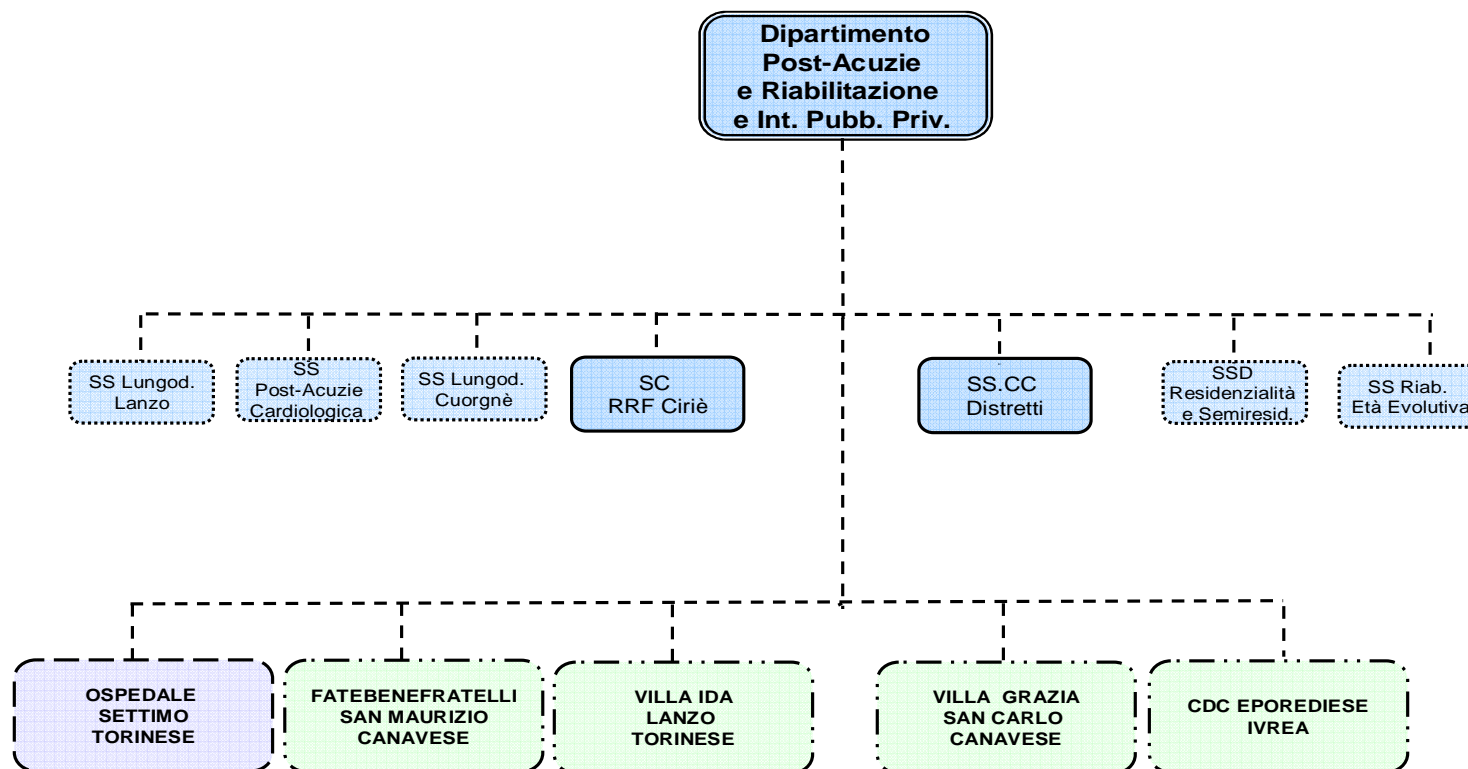 Dipartimento
Post-Acuzie
e Riabilitazione
e Int. Pubb. Priv.
SS Lungod.
Lanzo
SS
Post-Acuzie
Cardiologica
SS Lungod.
Cuorgnè
SC
RRF Ciriè
SS.CC
Distretti
SSD
Residenzialità
e Semiresid.
SS Riab.
Età Evolutiva
OSPEDALE
SETTIMO
TORINESE
FATEBENEFRATELLI
SAN MAURIZIO
CANAVESE
VILLA IDA
LANZO
TORINESE
VILLA GRAZIA
SAN CARLO
CANAVESE
CDC EPOREDIESE
IVREA